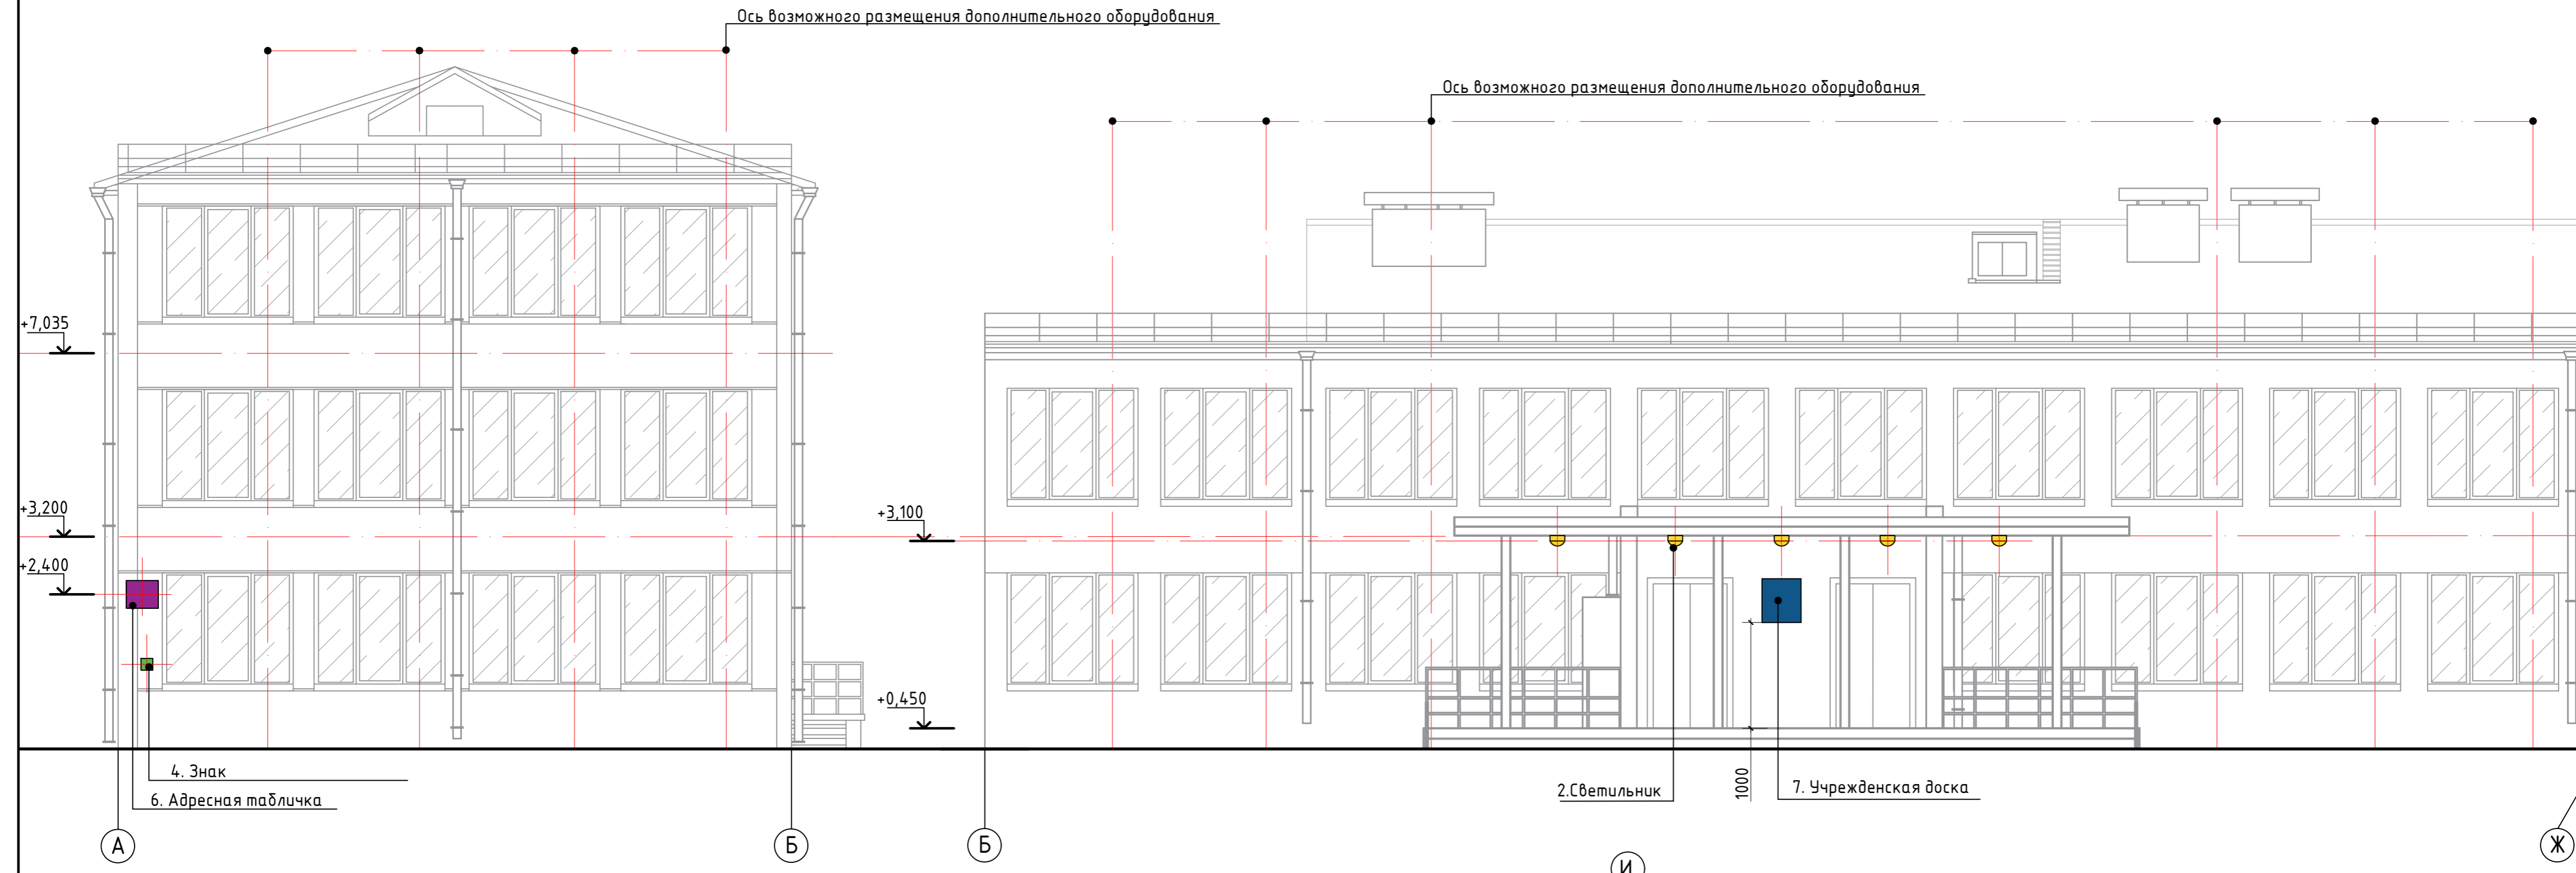 Ось возможного размещения дополнительного оборудования
Ось возможного размещения дополнительного оборудования
+7,035
+3,200
+2,400
+3,100
+0,450
4. Знак
6. Адресная табличка
2.Светильник
1000
7. Учрежденская доска
А
Б
Б
И
Ж